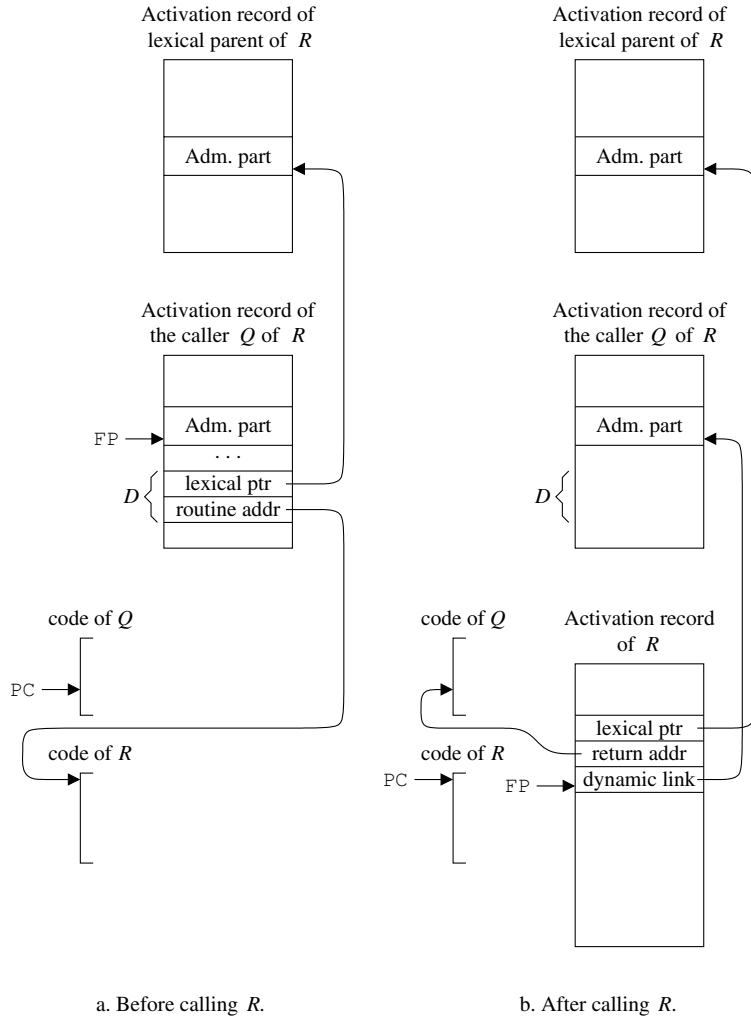 Activation record of
lexical parent of R
Adm. part
Activation record of
the caller Q of R
FP
Adm. part
. . .
D
lexical ptr
routine addr
code of Q
PC
code of R
a. Before calling R.
Activation record of
lexical parent of R
Adm. part
Activation record of
the caller Q of R
Adm. part
D
code of Q
Activation record
of R
lexical ptr
return addr
code of R
PC
FP
dynamic link
b. After calling R.